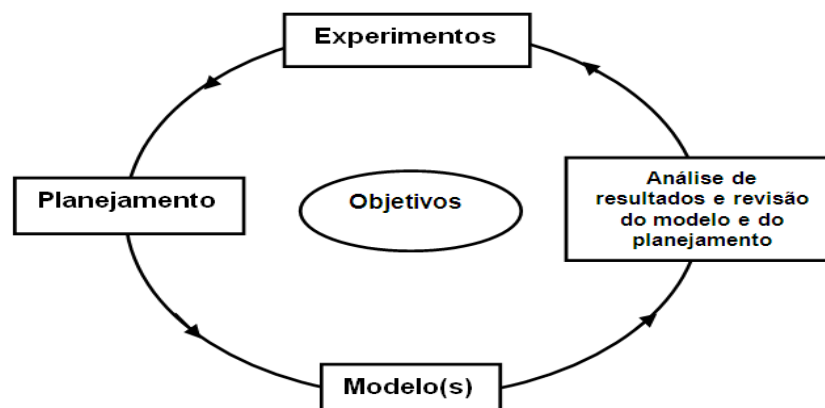 Experimentos
Planejamento
Objetivos
Análise de
resultados e revisão
do modelo e do
planejamento
Modelo(s)